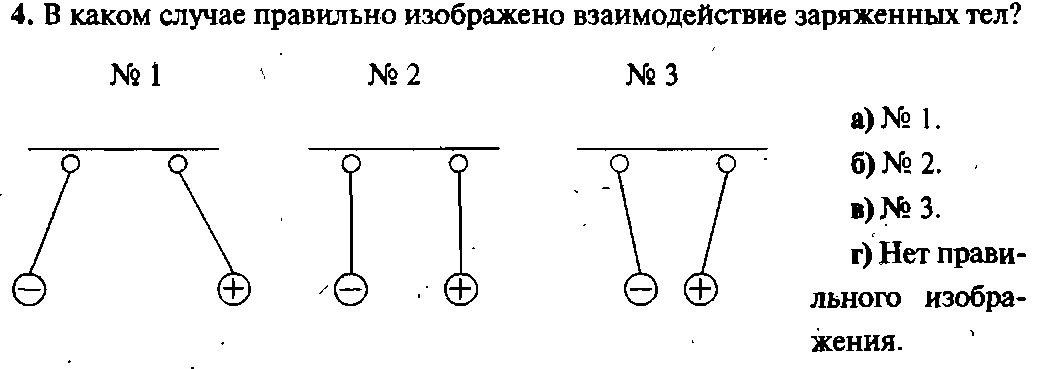 4. В каком случае правильно изображено взаимодействие заряженных тел?
№ 1 № 2 № 3
а) № 1.
б) № 2.
в) № 3.
г) Нет прави-
льного изобра-
жения.
− + − + − +